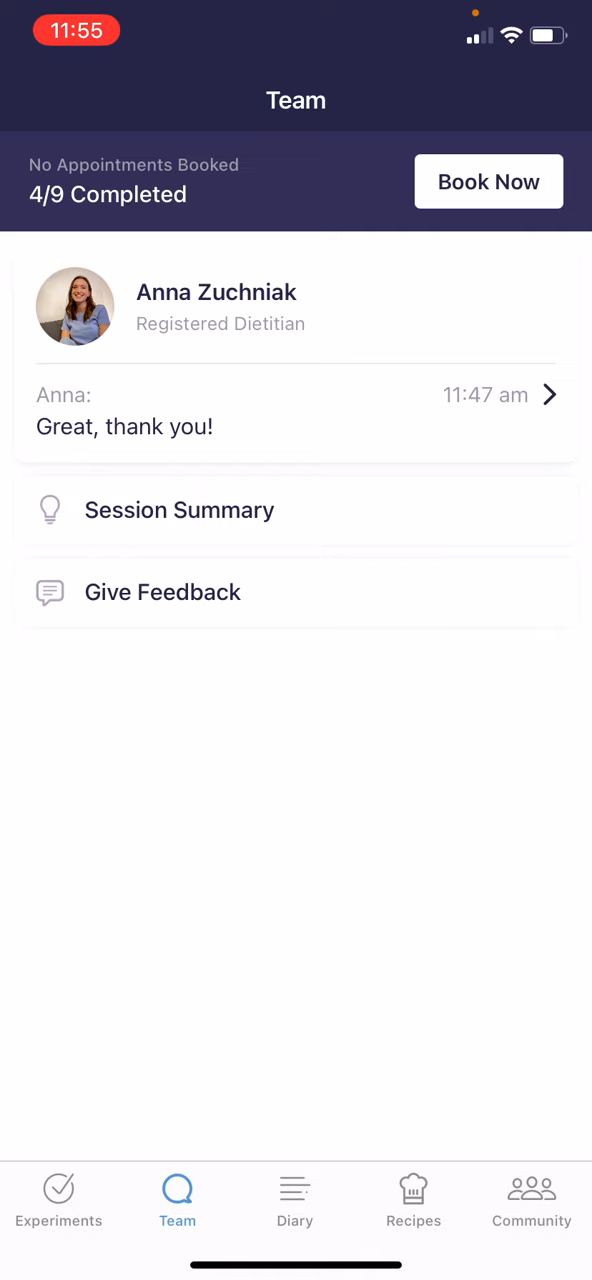 11:55
Team
No Appointments Booked
4/9 Completed
Book Now
Anna Zuchniak
Registered Dietitian
Anna:
11:47 am
Great, thank you!
Session Summary
Give Feedback
Experiments
Team
Diary
Recipes
Community